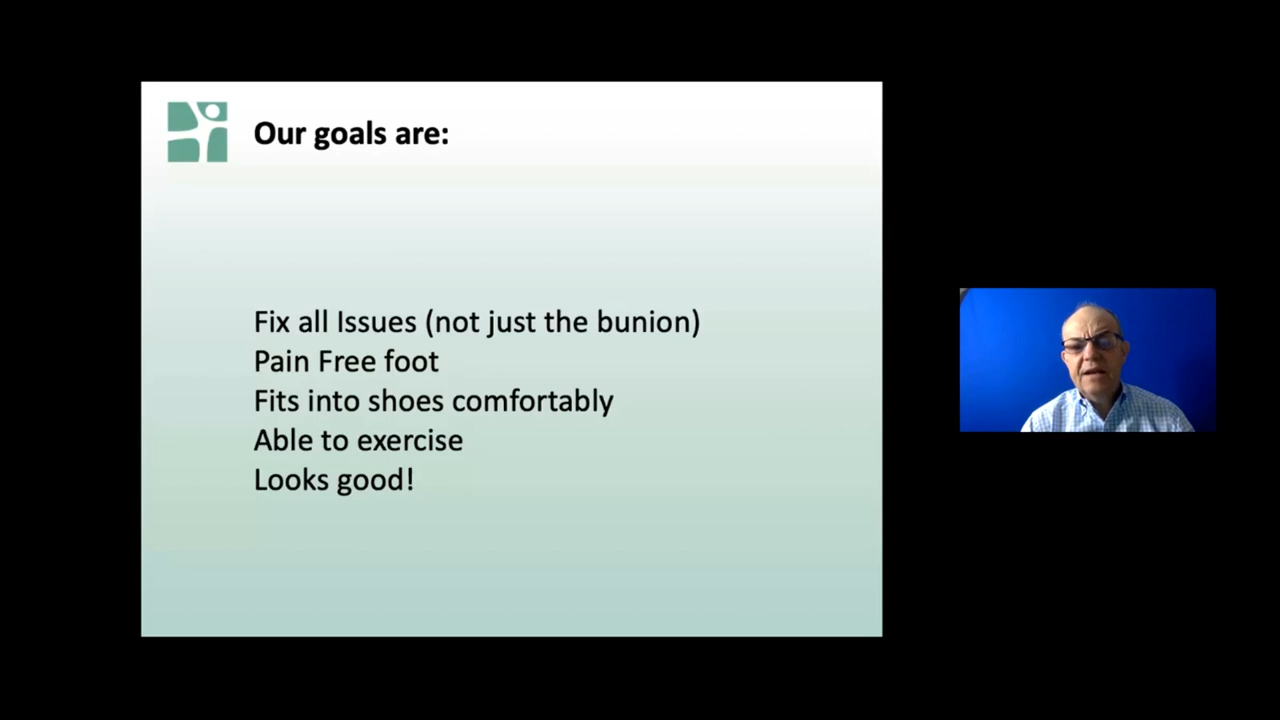 Our goals are:
Fix all Issues (not just the bunion)
Pain Free foot
Fits into shoes comfortably
Able to exercise
Looks good!